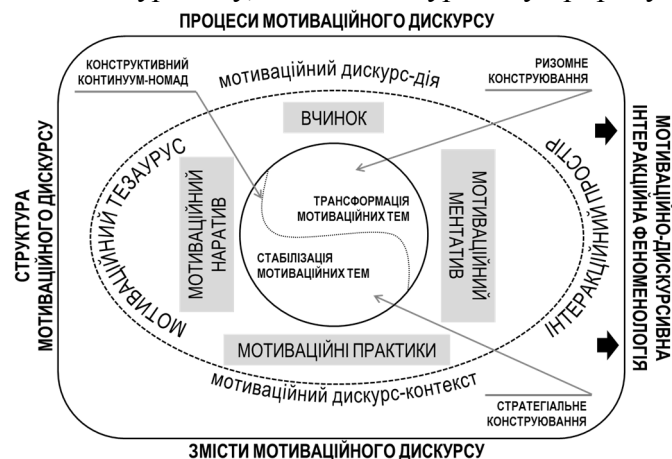 ПРОЦЕСИ МОТИВАЦІЙНОГО ДИСКУРСУ
КОНСТРУКТИВНИЙ
КОНТИНУУМ-НОМАД
мотиваційний дискурс-дія
РИЗОМНЕ
КОНСТРУЮВАННЯ
ВЧИНОК
СТРУКТУРА
МОТИВАЦІЙНОГО ДИСКУРСУ
МОТИВАЦІЙНИЙ ТЕЗАУРУС
МОТИВАЦІЙНИЙ
НАРАТИВ
ТРАНСФОРМАЦІЯ
МОТИВАЦІЙНИХ ТЕМ
СТАБІЛІЗАЦІЯ
МОТИВАЦІЙНИХ ТЕМ
МОТИВАЦІЙНИЙ
МЕНТАТИВ
ІНТЕРАКЦІЙНИЙ ПРОСТІР
МОТИВАЦІЙНО-ДИСКУРСИВНА
ІНТЕРАКЦІЙНА ФЕНОМЕНОЛОГІЯ
МОТИВАЦІЙНІ ПРАКТИКИ
мотиваційний дискурс-контекст
СТРАТЕГІАЛЬНЕ
КОНСТРУЮВАННЯ
ЗМІСТИ МОТИВАЦІЙНОГО ДИСКУРСУ